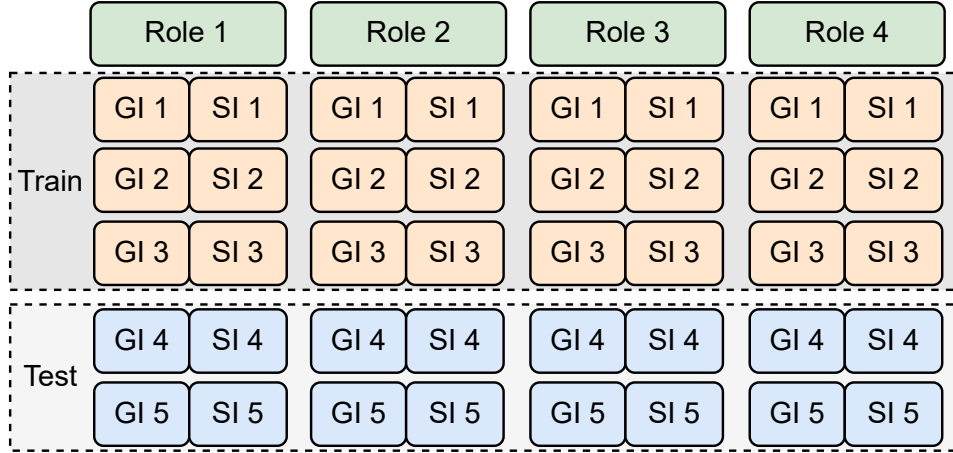 Role 1 Role 2 Role 3 Role 4
GI 1 SI 1 GI 1 SI 1 GI 1 SI 1 GI 1 SI 1
Train GI 2 SI 2 GI 2 SI 2 GI 2 SI 2 GI 2 SI 2
GI 3 SI 3 GI 3 SI 3 GI 3 SI 3 GI 3 SI 3
GI 4 SI 4 GI 4 SI 4 GI 4 SI 4 GI 4 SI 4
Test
GI 5 SI 5 GI 5 SI 5 GI 5 SI 5 GI 5 SI 5